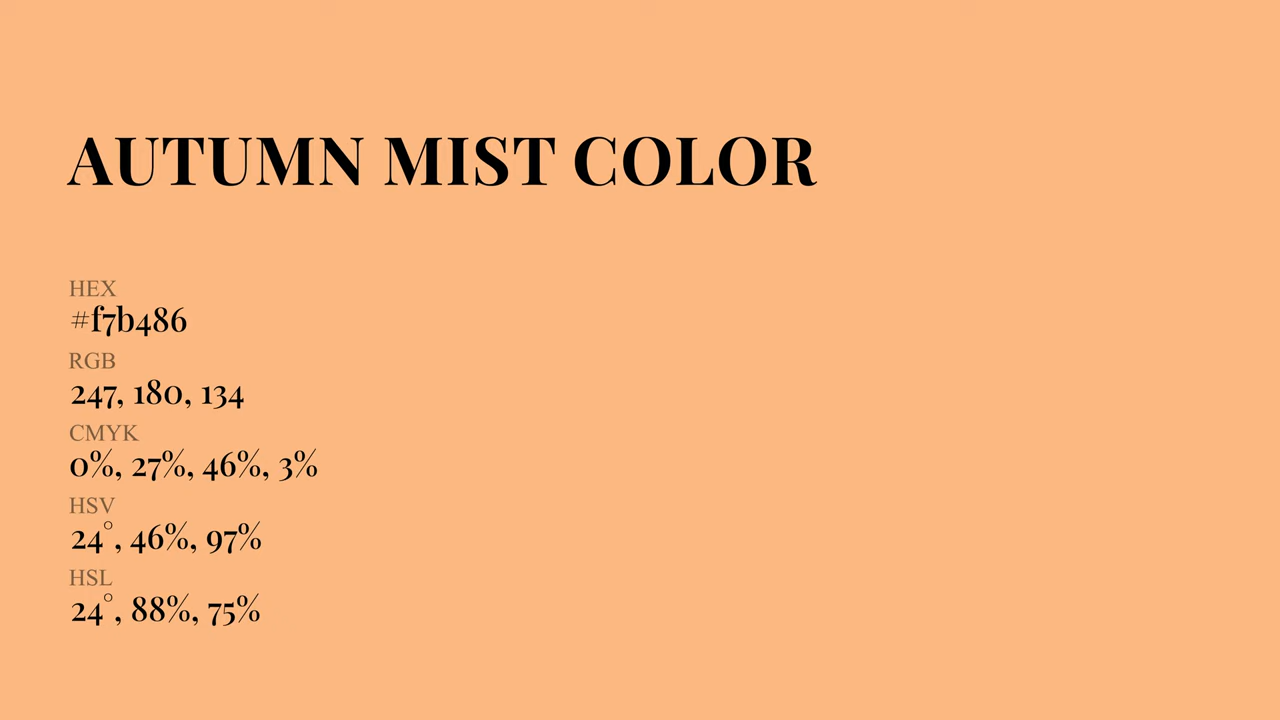 AUTUMN MIST COLOR
HEX
#f7b486
RGB
247, 180, 134
CMYK
0%, 27%, 46%, 3%
HSV
24°, 46%, 97%
HSL
24°, 88%, 75%